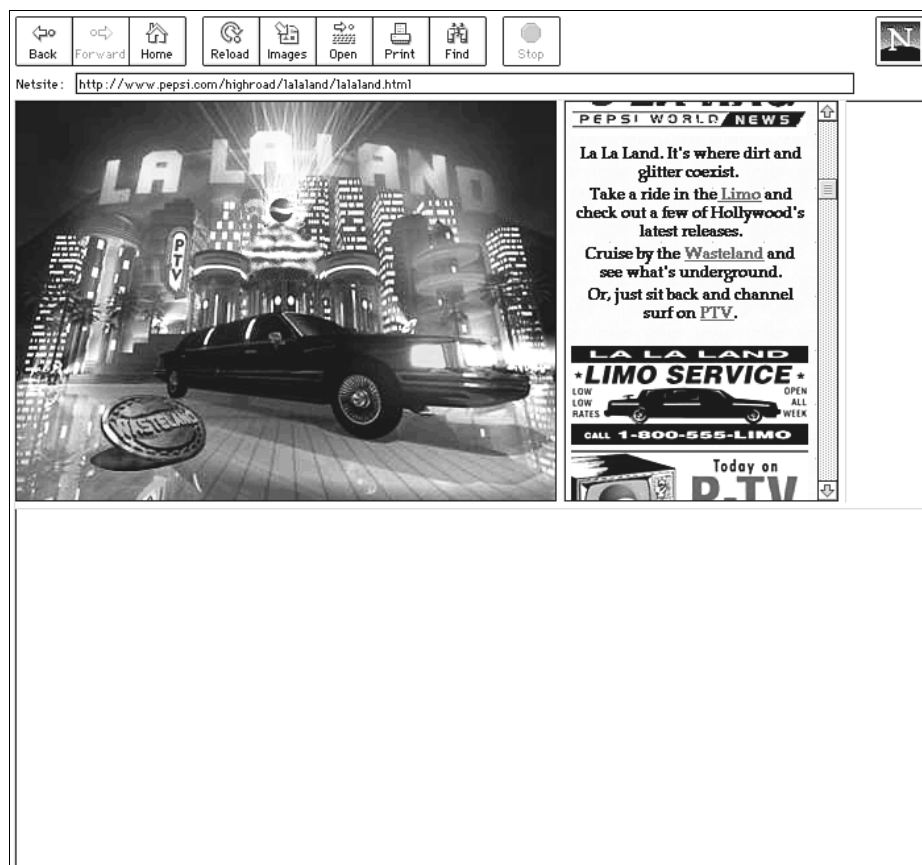 Back Forward Home Reload Images Open Print Find Stop
N
Netsite: http://www.pepsi.com/highroad/lalaland/lalaland.html
LA LA LAND
PTV
WASTELAND
PEPSI WORLD NEWS
La La Land. It's where dirt and
glitter coexist.
Take a ride in the Limo and
check out a few of Hollywood's
latest releases.
Cruise by the Wasteland and
see what's underground.
Or, just sit back and channel
surf on PTV.
LA LA LAND
LIMO SERVICE
LOW
LOW
RATES
OPEN
ALL
WEEK
CALL 1-800-555-LIMO
Today on
P-TV